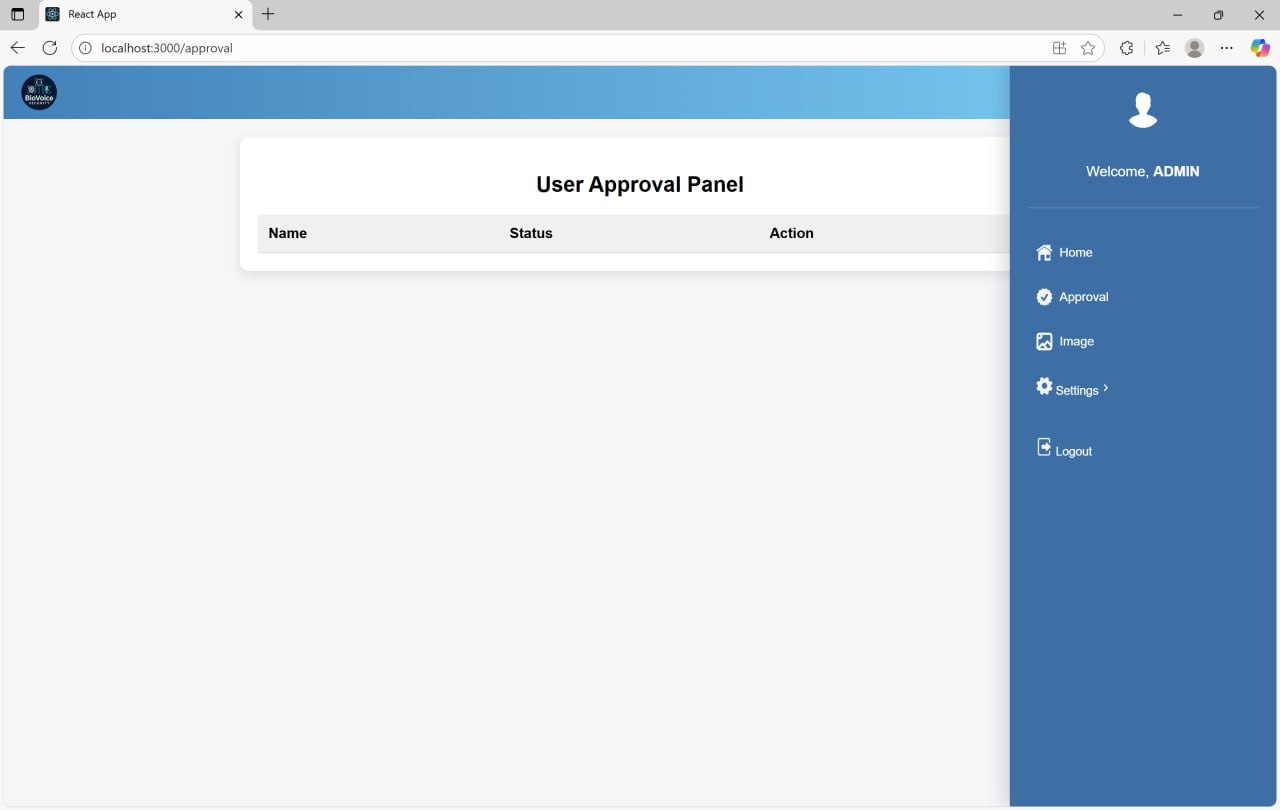 React App
localhost:3000/approval
BioVoice
SECURITY
Welcome, ADMIN
User Approval Panel
Name Status Action
Home
Approval
Image
Settings
Logout